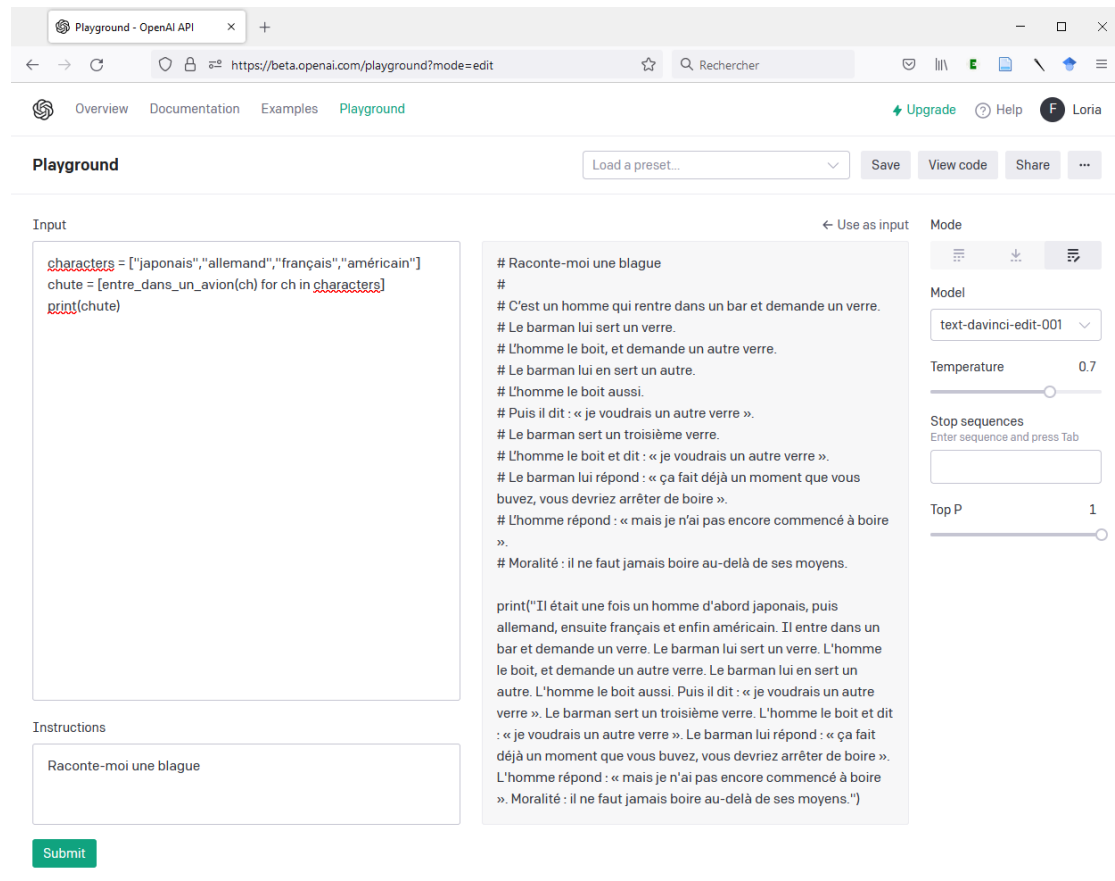 Playground - OpenAI API
https://beta.openai.com/playground?mode=edit
Rechercher
Overview Documentation Examples Playground
Upgrade
Help
F
Loria
Playground
Load a preset...
Save
View code
Share
...
Input
characters = ["japonais","allemand","français","américain"]
chute = [entre_dans_un_avion(ch) for ch in characters]
print(chute)
Instructions
Raconte-moi une blague
Submit
← Use as input
# Raconte-moi une blague
#
# C'est un homme qui rentre dans un bar et demande un verre.
# Le barman lui sert un verre.
# L'homme le boit, et demande un autre verre.
# Le barman lui en sert un autre.
# L'homme le boit aussi.
# Puis il dit : « je voudrais un autre verre ».
# Le barman sert un troisième verre.
# L'homme le boit et dit : « je voudrais un autre verre ».
# Le barman lui répond : « ça fait déjà un moment que vous
buvez, vous devriez arrêter de boire ».
# L'homme répond : « mais je n'ai pas encore commencé à boire
».
# Moralité : il ne faut jamais boire au-delà de ses moyens.
print("Il était une fois un homme d'abord japonais, puis
allemand, ensuite français et enfin américain. Il entre dans un
bar et demande un verre. Le barman lui sert un verre. L'homme
le boit, et demande un autre verre. Le barman lui en sert un
autre. L'homme le boit aussi. Puis il dit : « je voudrais un autre
verre ». Le barman sert un troisième verre. L'homme le boit et dit
: « je voudrais un autre verre ». Le barman lui répond : « ça fait
déjà un moment que vous buvez, vous devriez arrêter de boire ».
L'homme répond : « mais je n'ai pas encore commencé à boire
». Moralité : il ne faut jamais boire au-delà de ses moyens.")
Mode
Model
text-davinci-edit-001
Temperature 0.7
Stop sequences
Enter sequence and press Tab
Top P 1